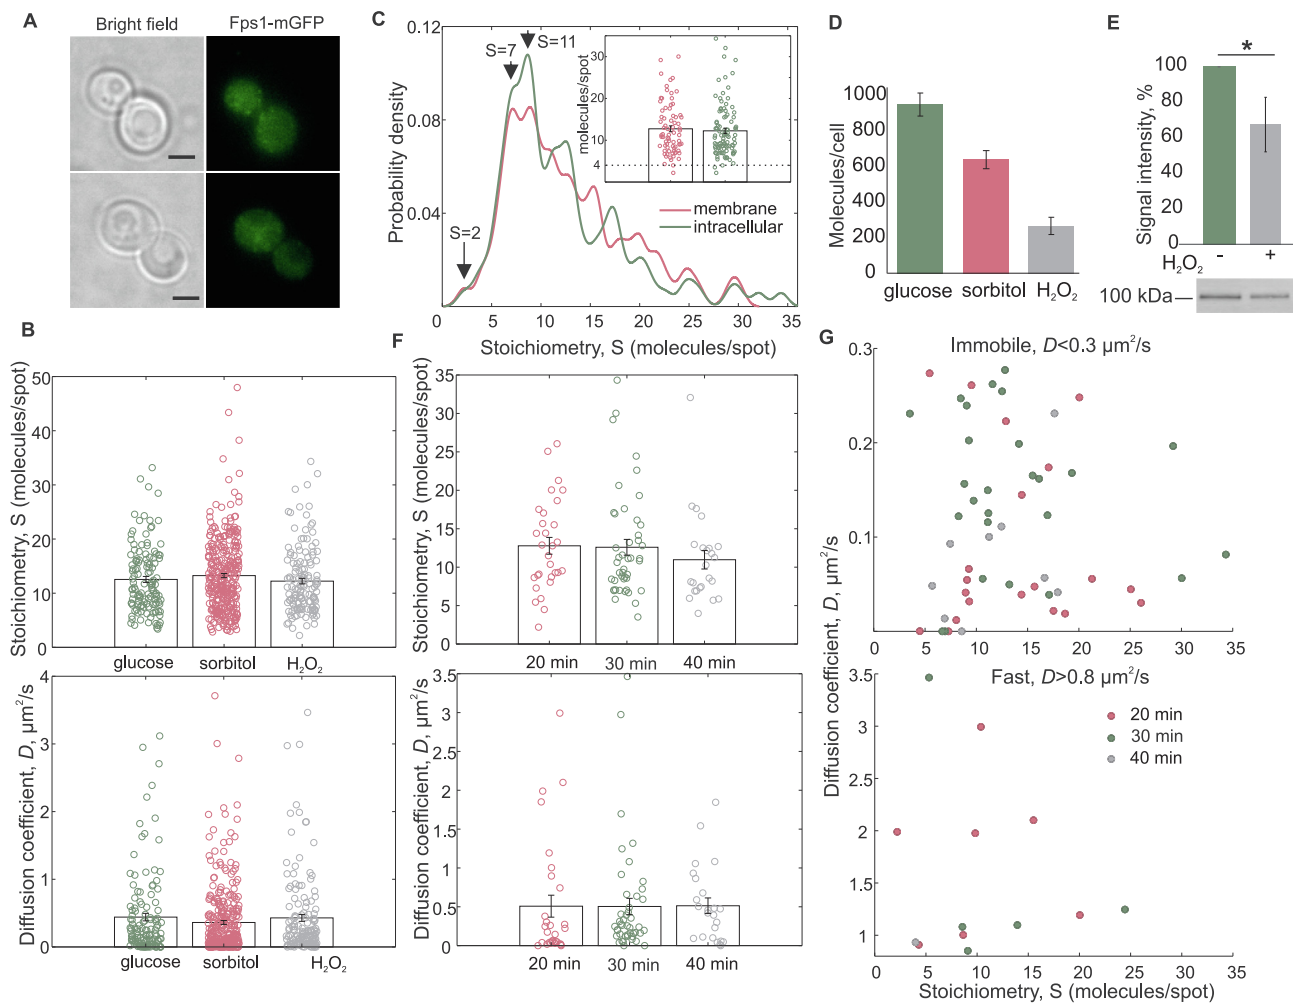 A
Bright field
Fps1-mGFP
B
Stoichiometry, S (molecules/spot)
50
40
30
20
10
0
glucose
sorbitol
H₂O₂
Diffusion coefficient, D, µm²/s
4
3
2
1
0
glucose
sorbitol
H₂O₂
C
Probability density
0.12
0.08
0.04
0
5
10
15
20
25
30
35
Stoichiometry, S (molecules/spot)
S=2
S=7
S=11
molecules/spot
30
20
10
4
membrane
intracellular
D
Molecules/cell
1000
800
600
400
200
0
glucose
sorbitol
H₂O₂
E
Signal intensity, %
100
80
60
40
20
0
*
H₂O₂
-
+
100 kDa
F
Stoichiometry, S (molecules/spot)
35
30
25
20
15
10
5
0
20 min
30 min
40 min
Diffusion coefficient, D, µm²/s
3.5
3
2.5
2
1.5
1
0.5
0
20 min
30 min
40 min
G
Immobile, D<0.3 µm²/s
0.3
0.2
0.1
0
5
10
15
20
25
30
35
Diffusion coefficient, D, µm²/s
Fast, D>0.8 µm²/s
3.5
3
2.5
2
1.5
1
20 min
30 min
40 min
0
5
10
15
20
25
30
35
Stoichiometry, S (molecules/spot)